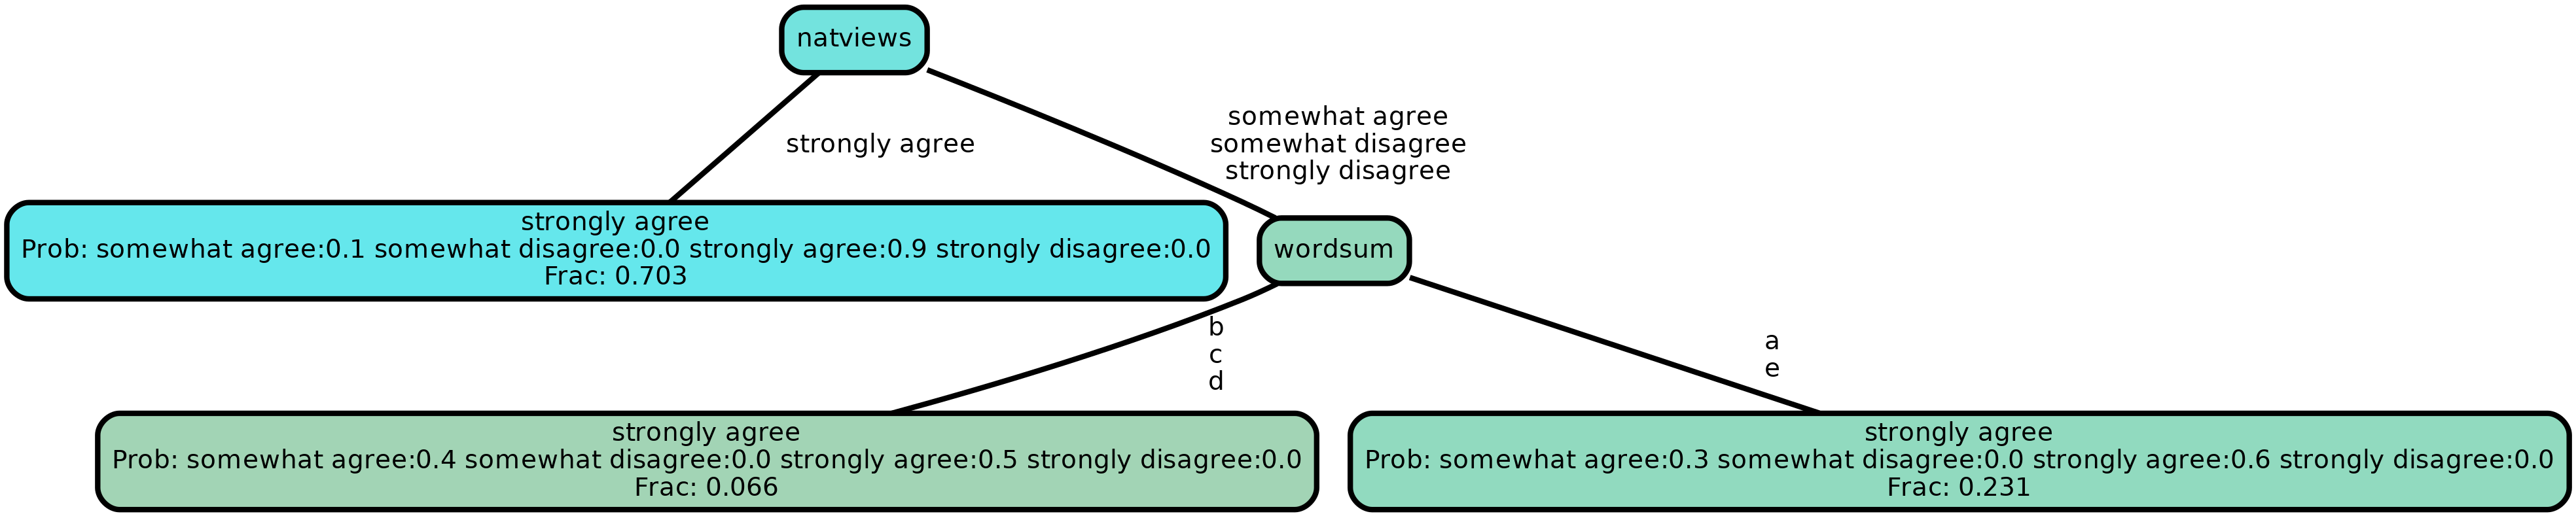 natviews
strongly agree
somewhat agree
somewhat disagree
strongly disagree
strongly agree
Prob: somewhat agree:0.1 somewhat disagree:0.0 strongly agree:0.9 strongly disagree:0.0
Frac: 0.703
wordsum
b
c
d
a
e
strongly agree
Prob: somewhat agree:0.4 somewhat disagree:0.0 strongly agree:0.5 strongly disagree:0.0
Frac: 0.066
strongly agree
Prob: somewhat agree:0.3 somewhat disagree:0.0 strongly agree:0.6 strongly disagree:0.0
Frac: 0.231